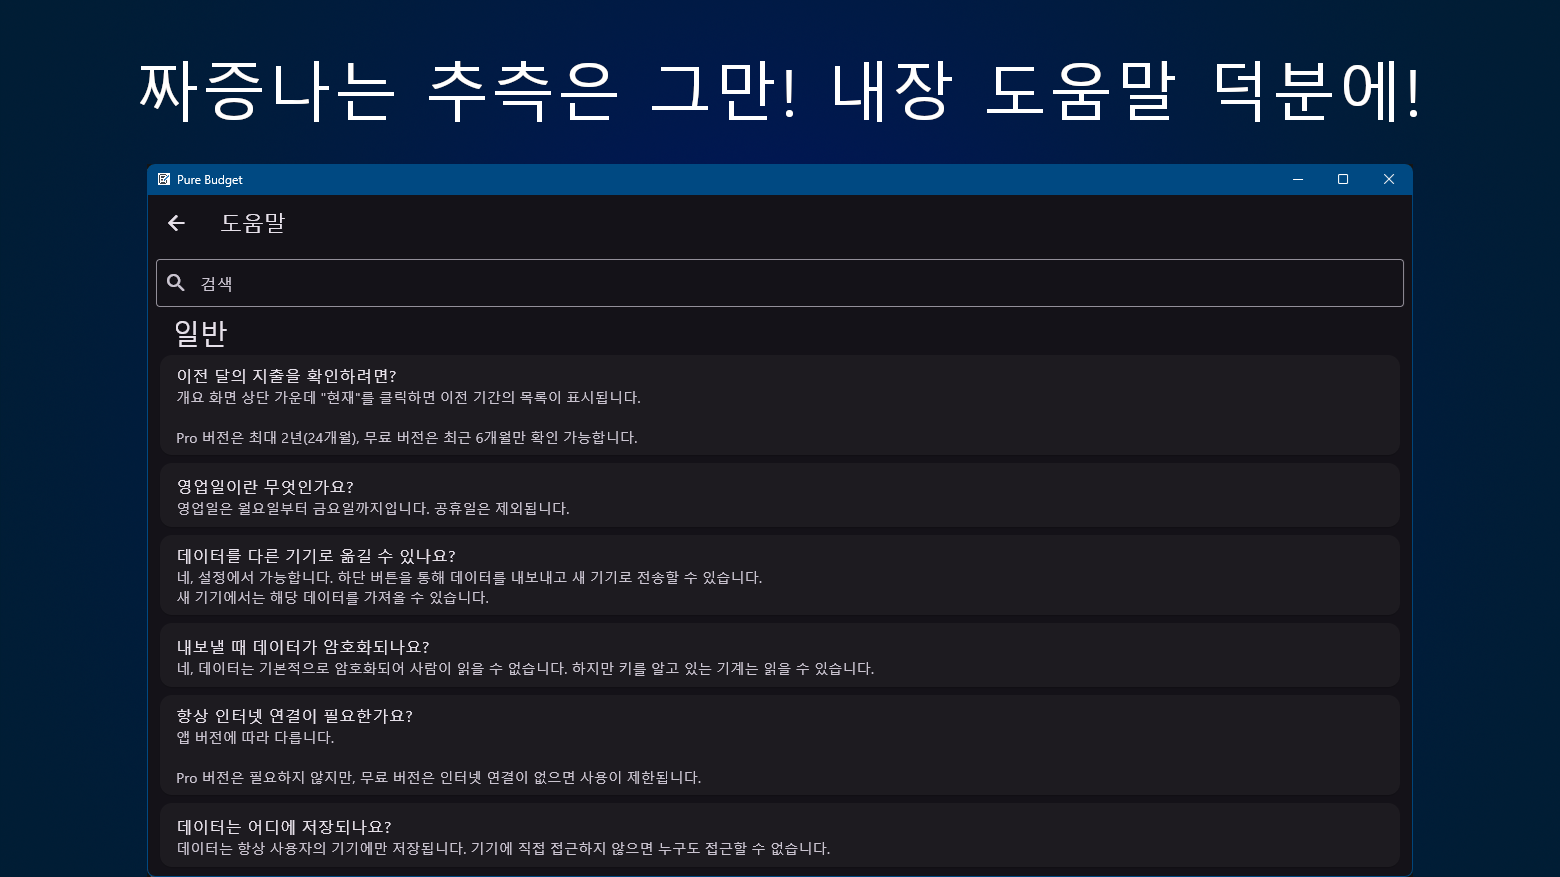 짜증나는 추측은 그만! 내장 도움말 덕분에!
Pure Budget
도움말
검색
일반
이전 달의 지출을 확인하려면?
개요 화면 상단 가운데 "현재"를 클릭하면 이전 기간의 목록이 표시됩니다.
Pro 버전은 최대 2년(24개월), 무료 버전은 최근 6개월만 확인 가능합니다.
영업일이란 무엇인가요?
영업일은 월요일부터 금요일까지입니다. 공휴일은 제외됩니다.
데이터를 다른 기기로 옮길 수 있나요?
네, 설정에서 가능합니다. 하단 버튼을 통해 데이터를 내보내고 새 기기로 전송할 수 있습니다.
새 기기에서는 해당 데이터를 가져올 수 있습니다.
내보낼 때 데이터가 암호화되나요?
네, 데이터는 기본적으로 암호화되어 사람이 읽을 수 없습니다. 하지만 키를 알고 있는 기계는 읽을 수 있습니다.
항상 인터넷 연결이 필요한가요?
앱 버전에 따라 다릅니다.
Pro 버전은 필요하지 않지만, 무료 버전은 인터넷 연결이 없으면 사용이 제한됩니다.
데이터는 어디에 저장되나요?
데이터는 항상 사용자의 기기에만 저장됩니다. 기기에 직접 접근하지 않으면 누구도 접근할 수 없습니다.